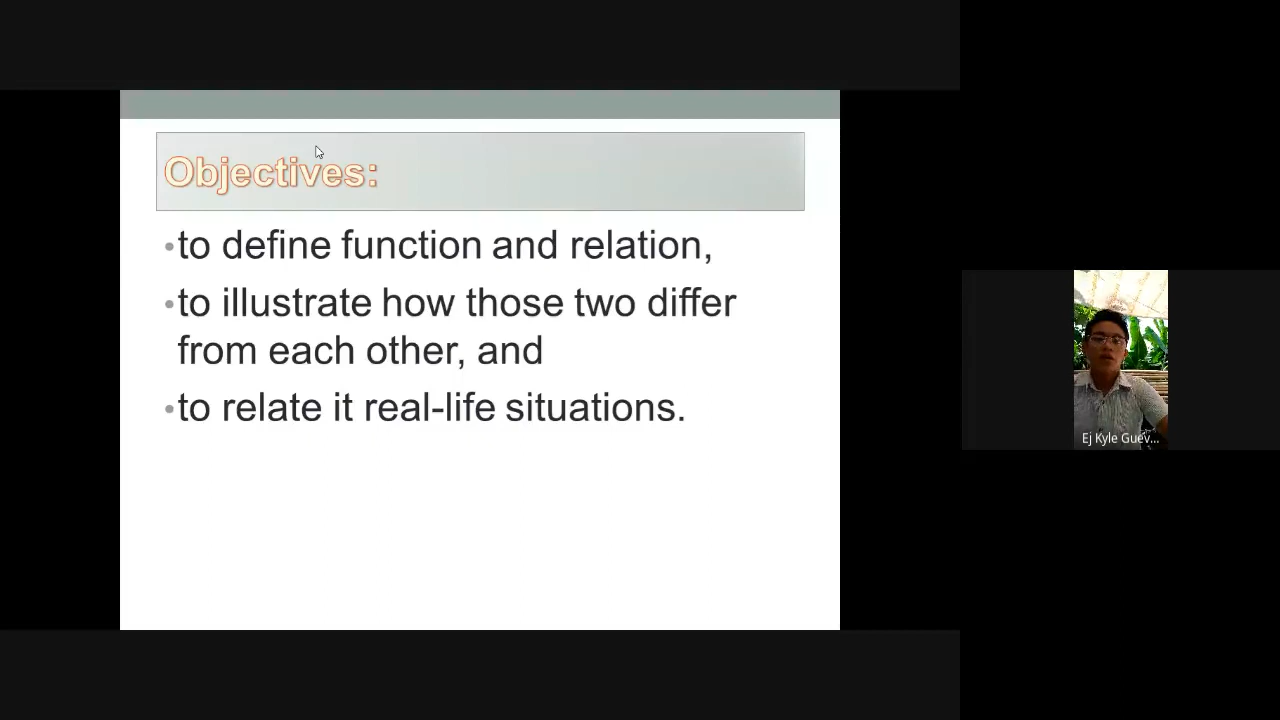 Objectives:
•to define function and relation,
•to illustrate how those two differ
from each other, and
•to relate it real-life situations.
Ej Kyle Guev...